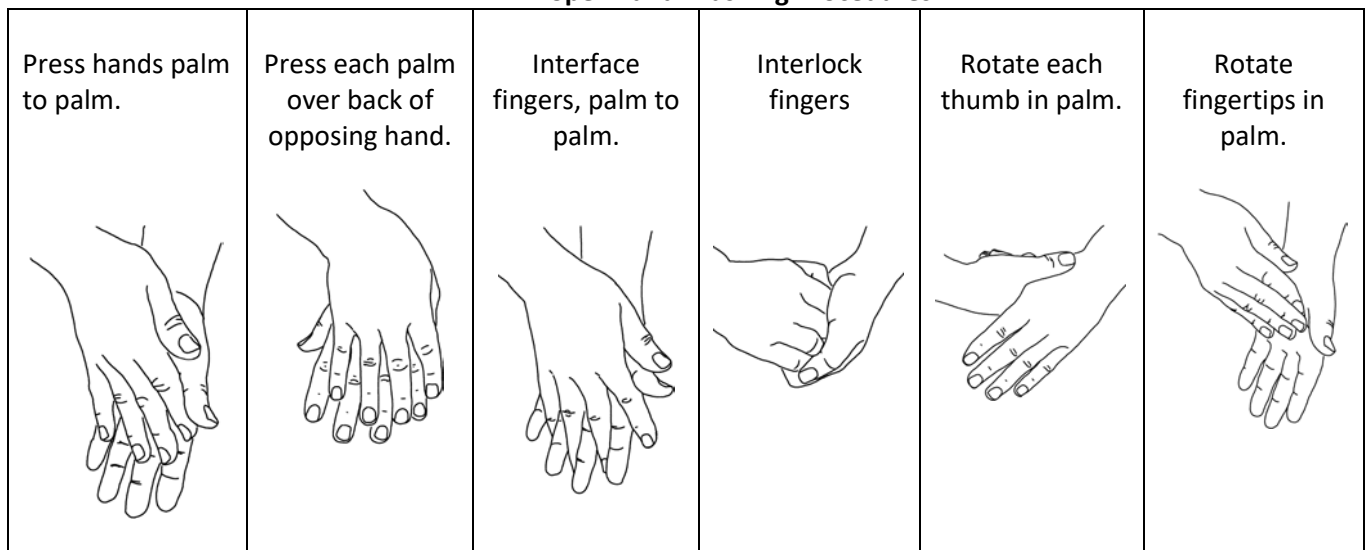 Press hands palm
to palm.
Press each palm
over back of
opposing hand.
Interface
fingers, palm to
palm.
Interlock
fingers
Rotate each
thumb in palm.
Rotate
fingertips in
palm.